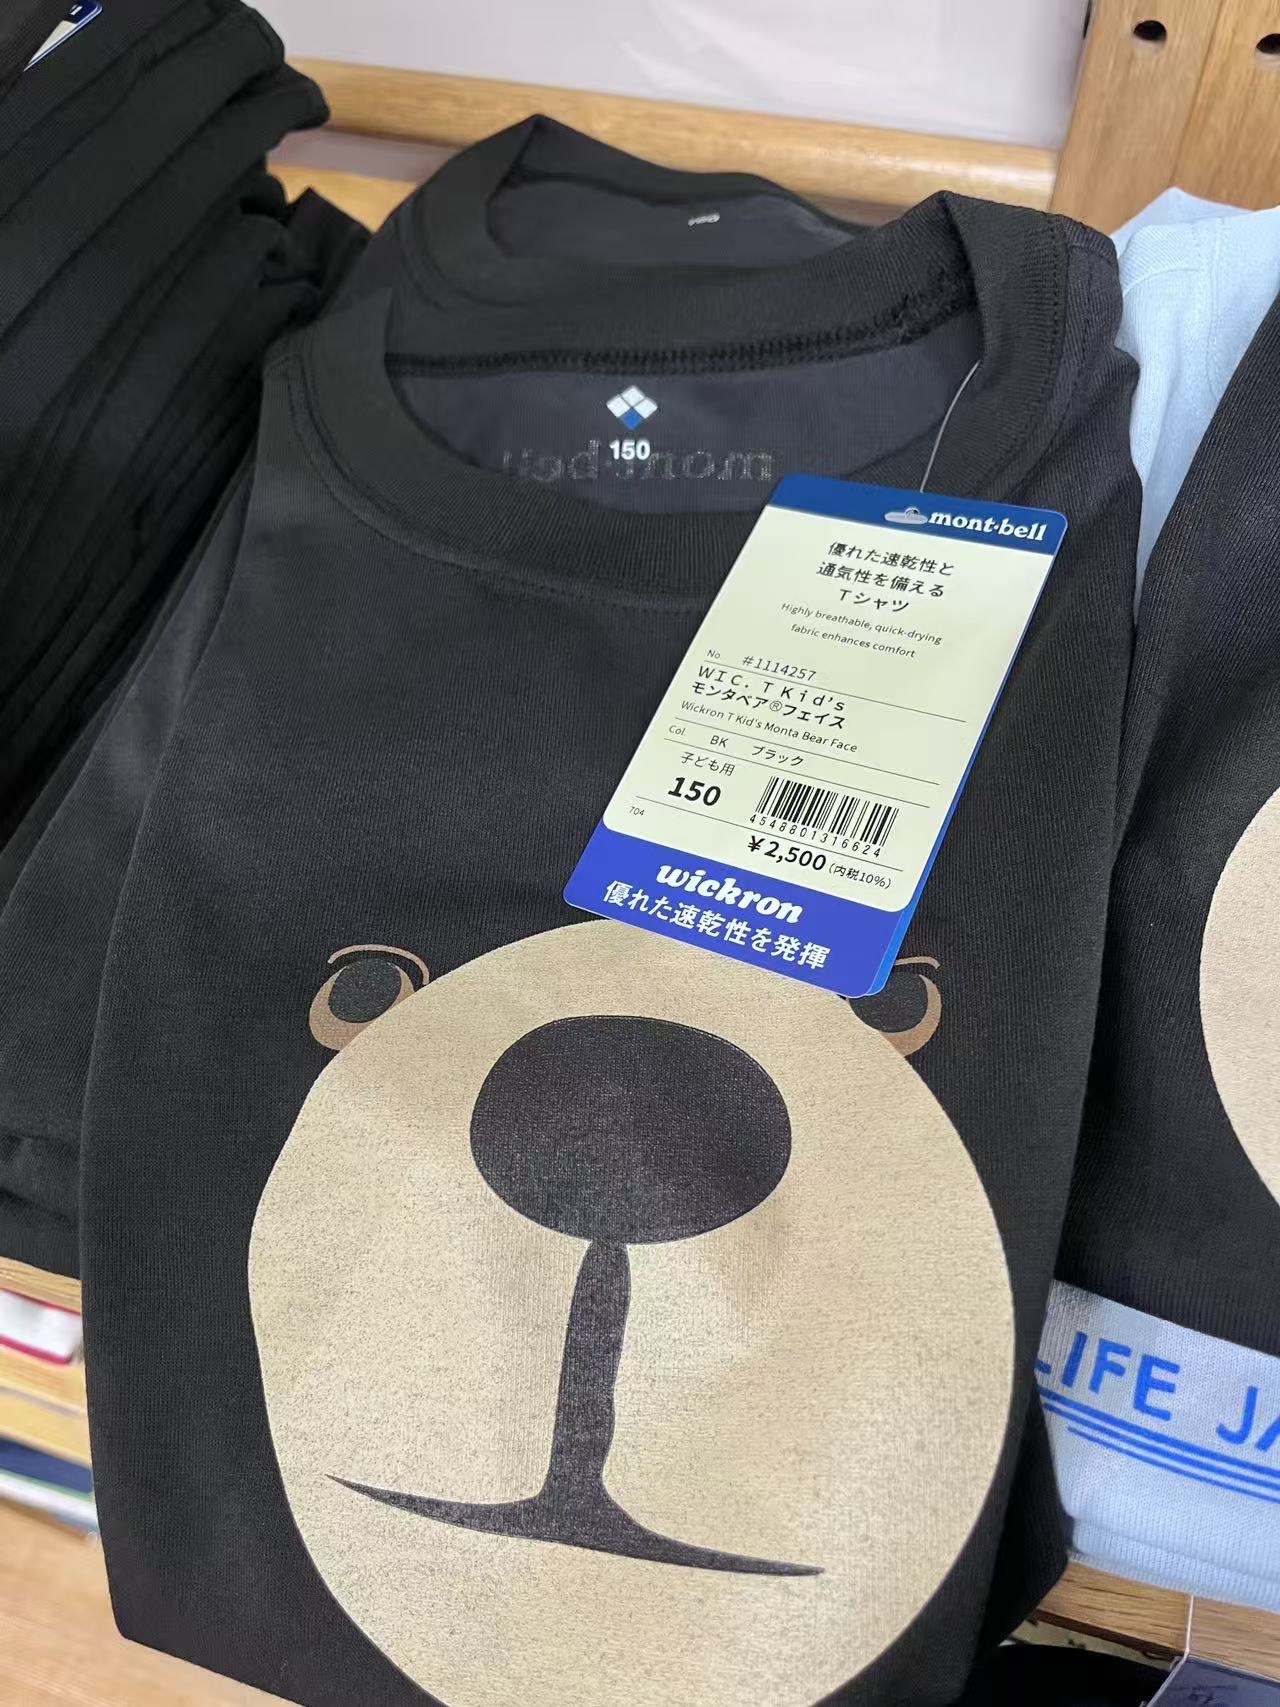 150
mont·bell
優れた速乾性と
通気性を備える
Tシャツ
Highly breathable, quick-drying
fabric enhances comfort
No. #1114257
WIC. T Kid's
モンタベア®フェイス
Wickron T Kid's Monta Bear Face
Col. BK ブラック
子ども用
150
704
4548801316624
¥2,500(内税10%)
wickron
優れた速乾性を発揮
LIFE JA